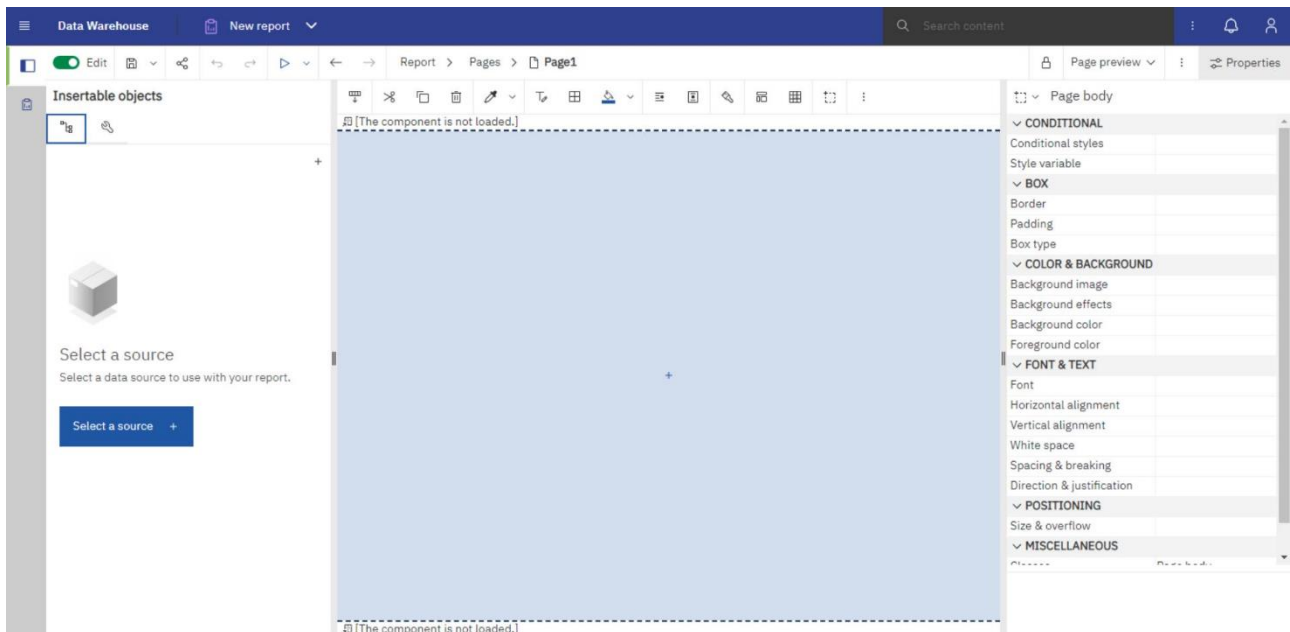 Data Warehouse
New report
Search content
Edit
Report > Pages > Page1
Page preview
Properties
Insertable objects
[The component is not loaded.]
Page body
CONDITIONAL
Conditional styles
Style variable
BOX
Border
Padding
Box type
COLOR & BACKGROUND
Background image
Background effects
Background color
Foreground color
FONT & TEXT
Font
Horizontal alignment
Vertical alignment
White space
Spacing & breaking
Direction & justification
POSITIONING
Size & overflow
MISCELLANEOUS
Select a source
Select a data source to use with your report.
Select a source +
[The component is not loaded.]